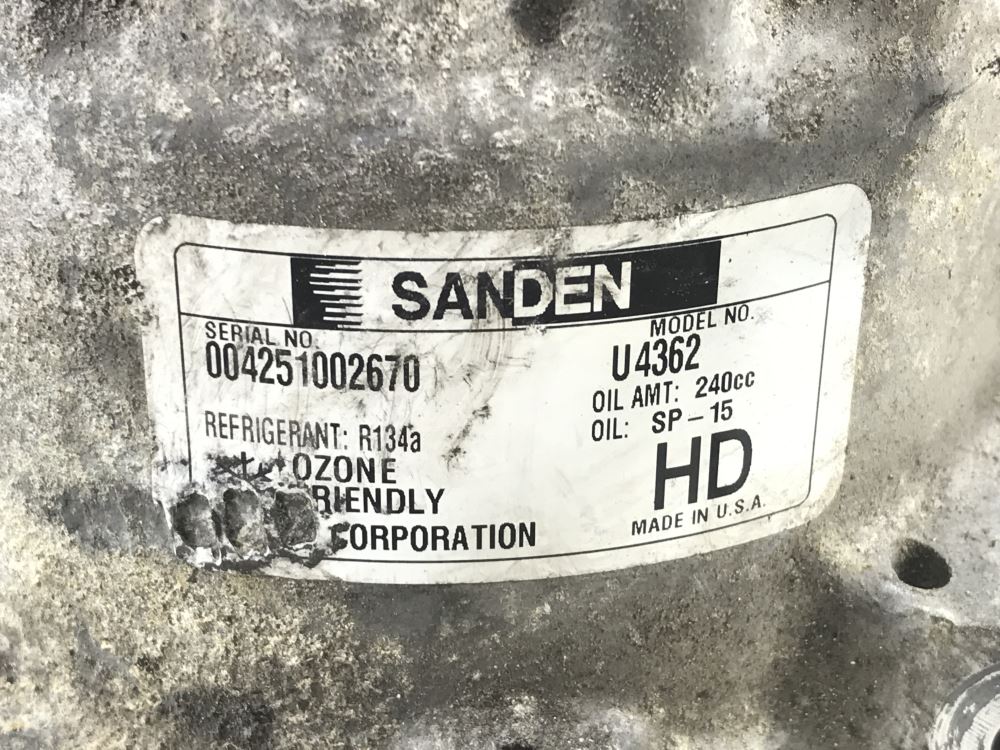 SANDEN
SERIAL NO.
004251002670
MODEL NO.
U4362
OIL AMT: 240cc
OIL: SP-15
REFRIGERANT: R134a
OZONE
RIENDLY
CORPORATION
HD
MADE IN U.S.A.